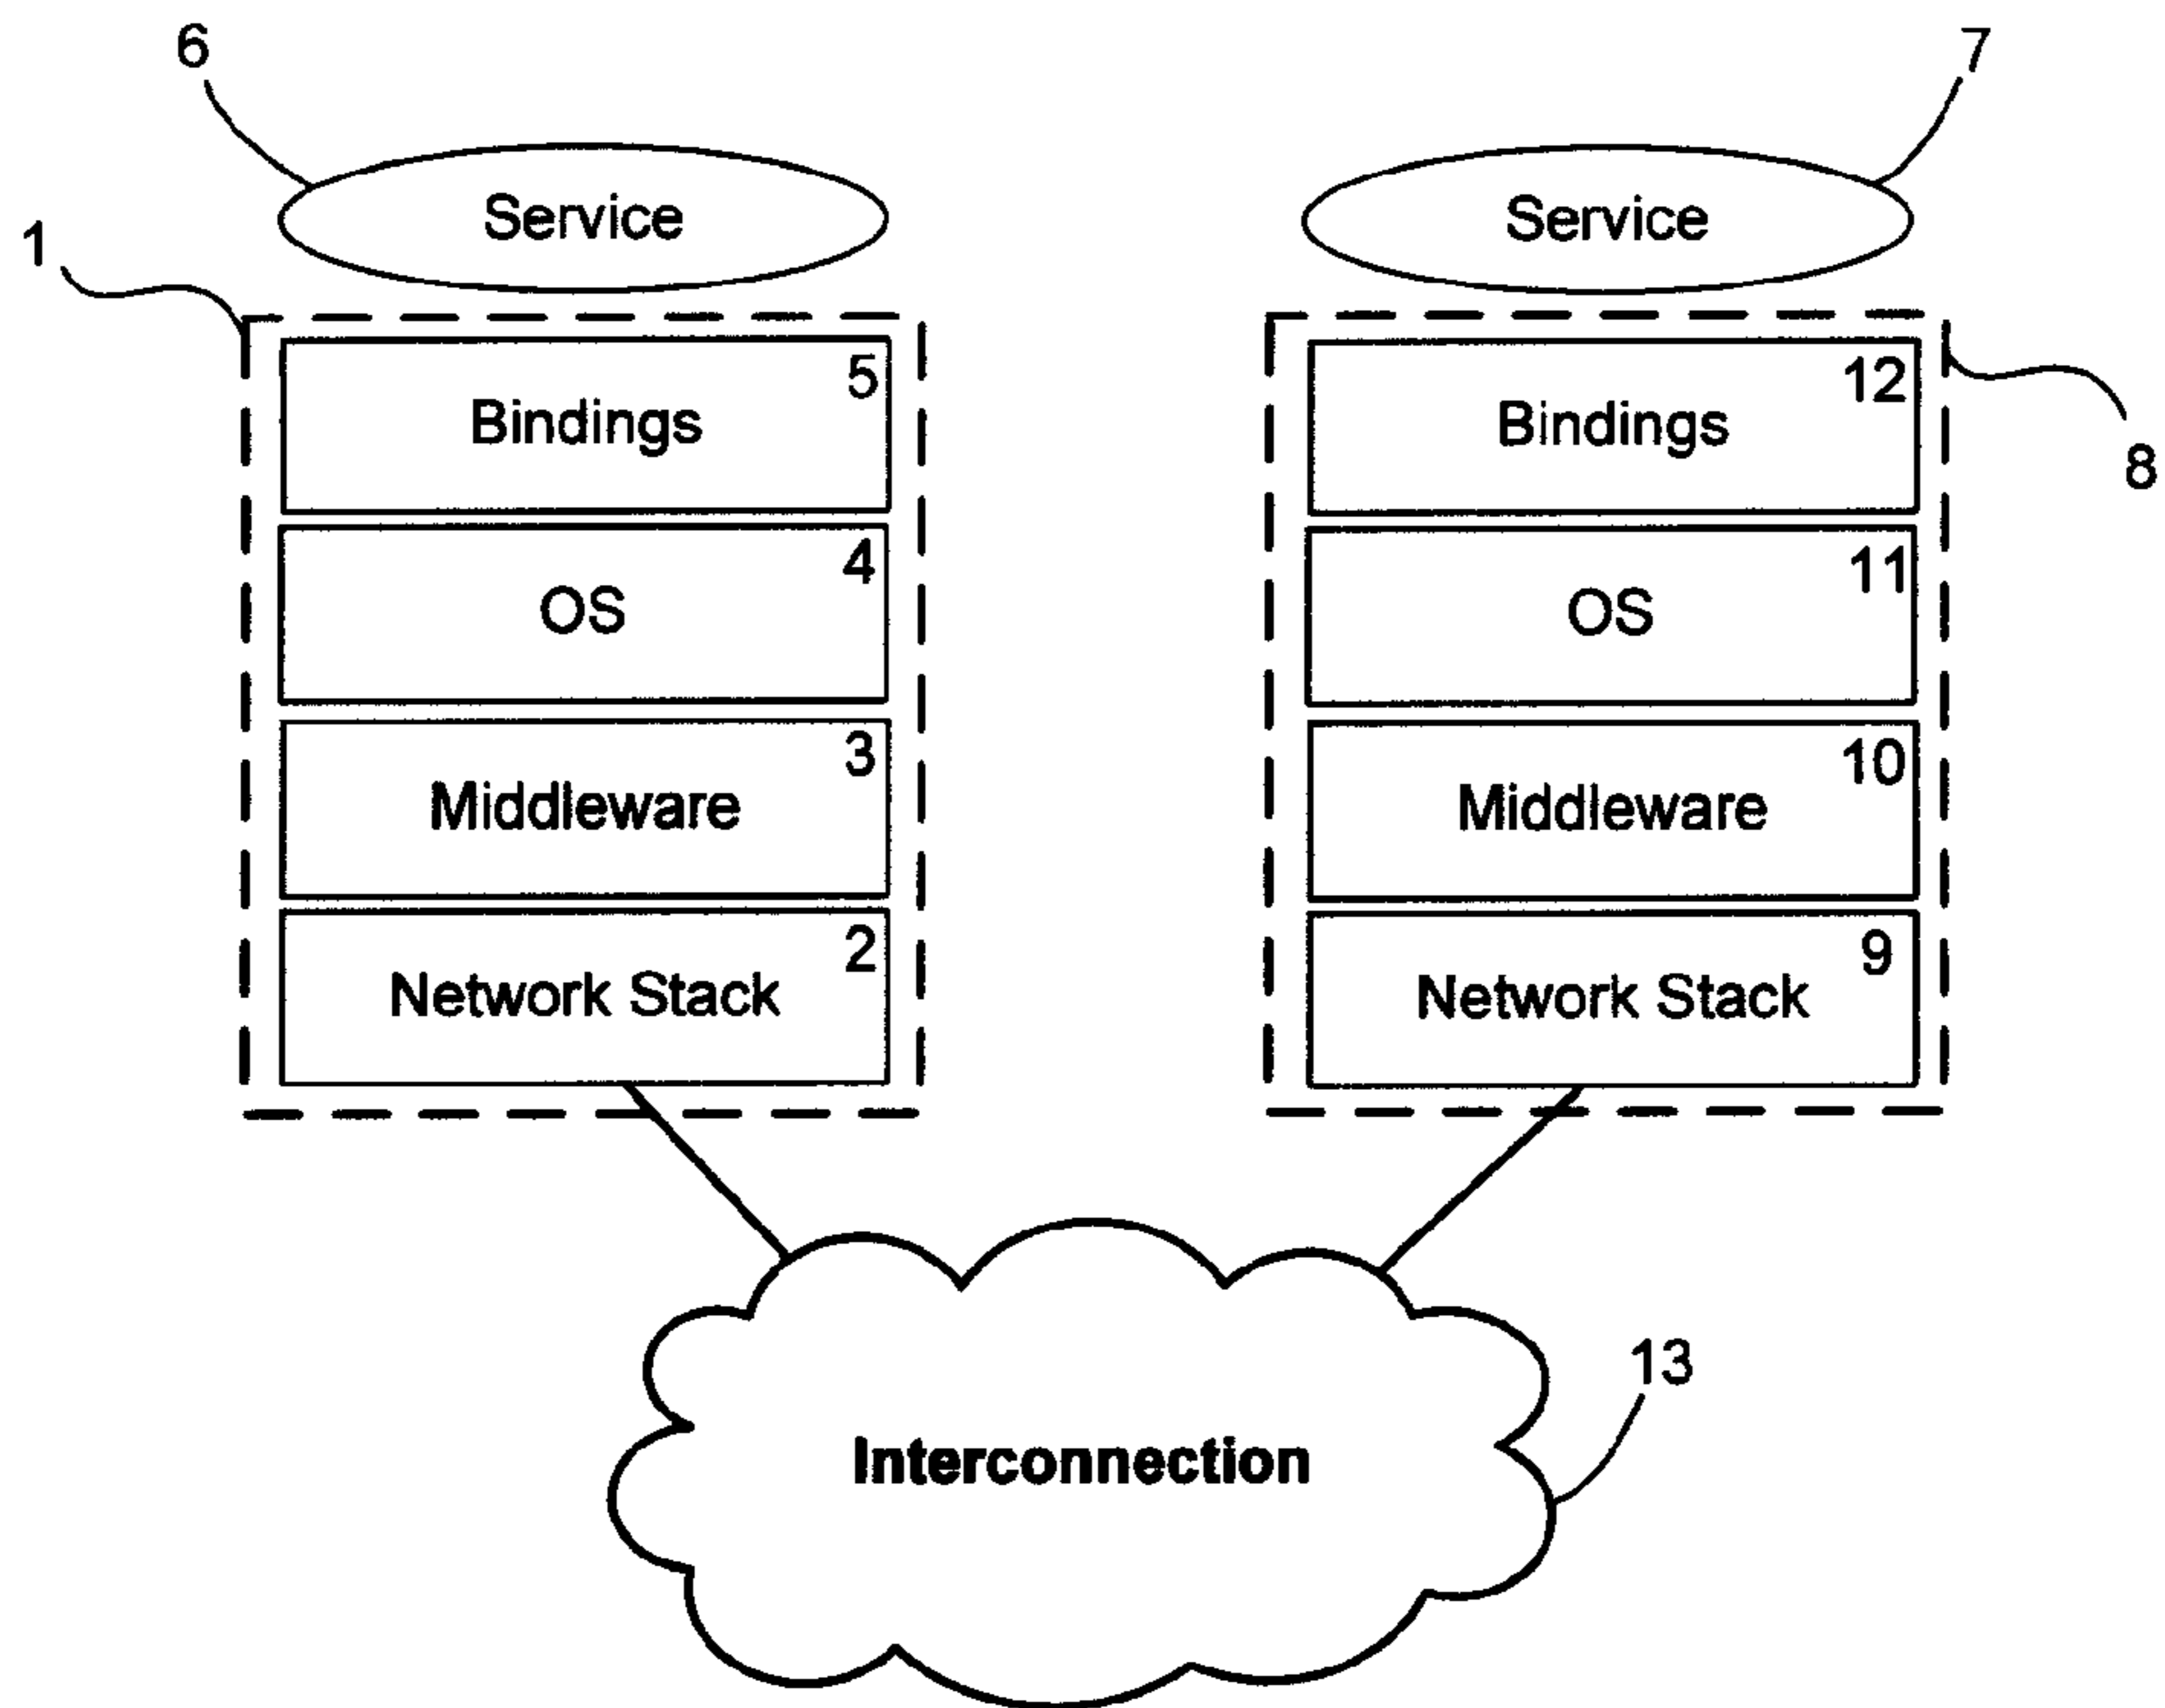 6
7
Service
Service
1
5
Bindings
12
Bindings
8
4
OS
11
OS
3
Middleware
10
Middleware
2
Network Stack
9
Network Stack
13
Interconnection